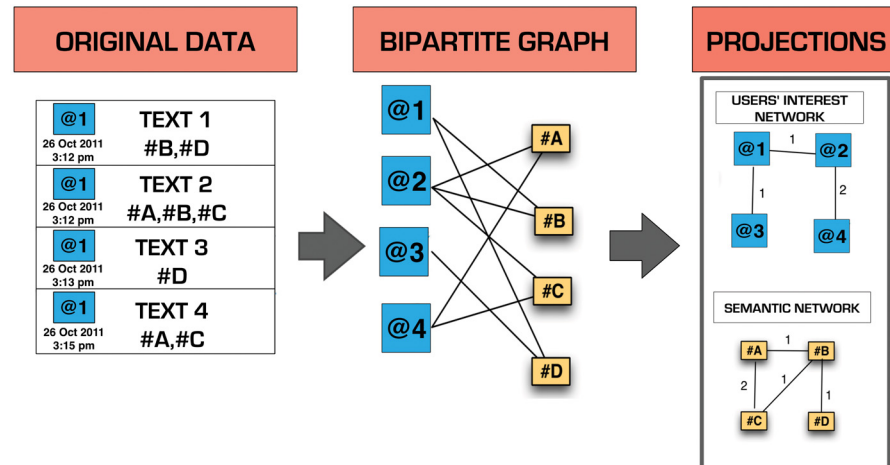 ORIGINAL DATA
BIPARTITE GRAPH
PROJECTIONS
@1
TEXT 1
26 Oct 2011
3:12 pm
#B,#D
@1
TEXT 2
26 Oct 2011
3:12 pm
#A,#B,#C
@1
TEXT 3
26 Oct 2011
3:13 pm
#D
@1
TEXT 4
26 Oct 2011
3:15 pm
#A,#C
@1
@2
@3
@4
#A
#B
#C
#D
USERS' INTEREST
NETWORK
@1
1
@2
1
2
@3
@4
SEMANTIC NETWORK
#A
1
#B
2
1
1
#C
#D